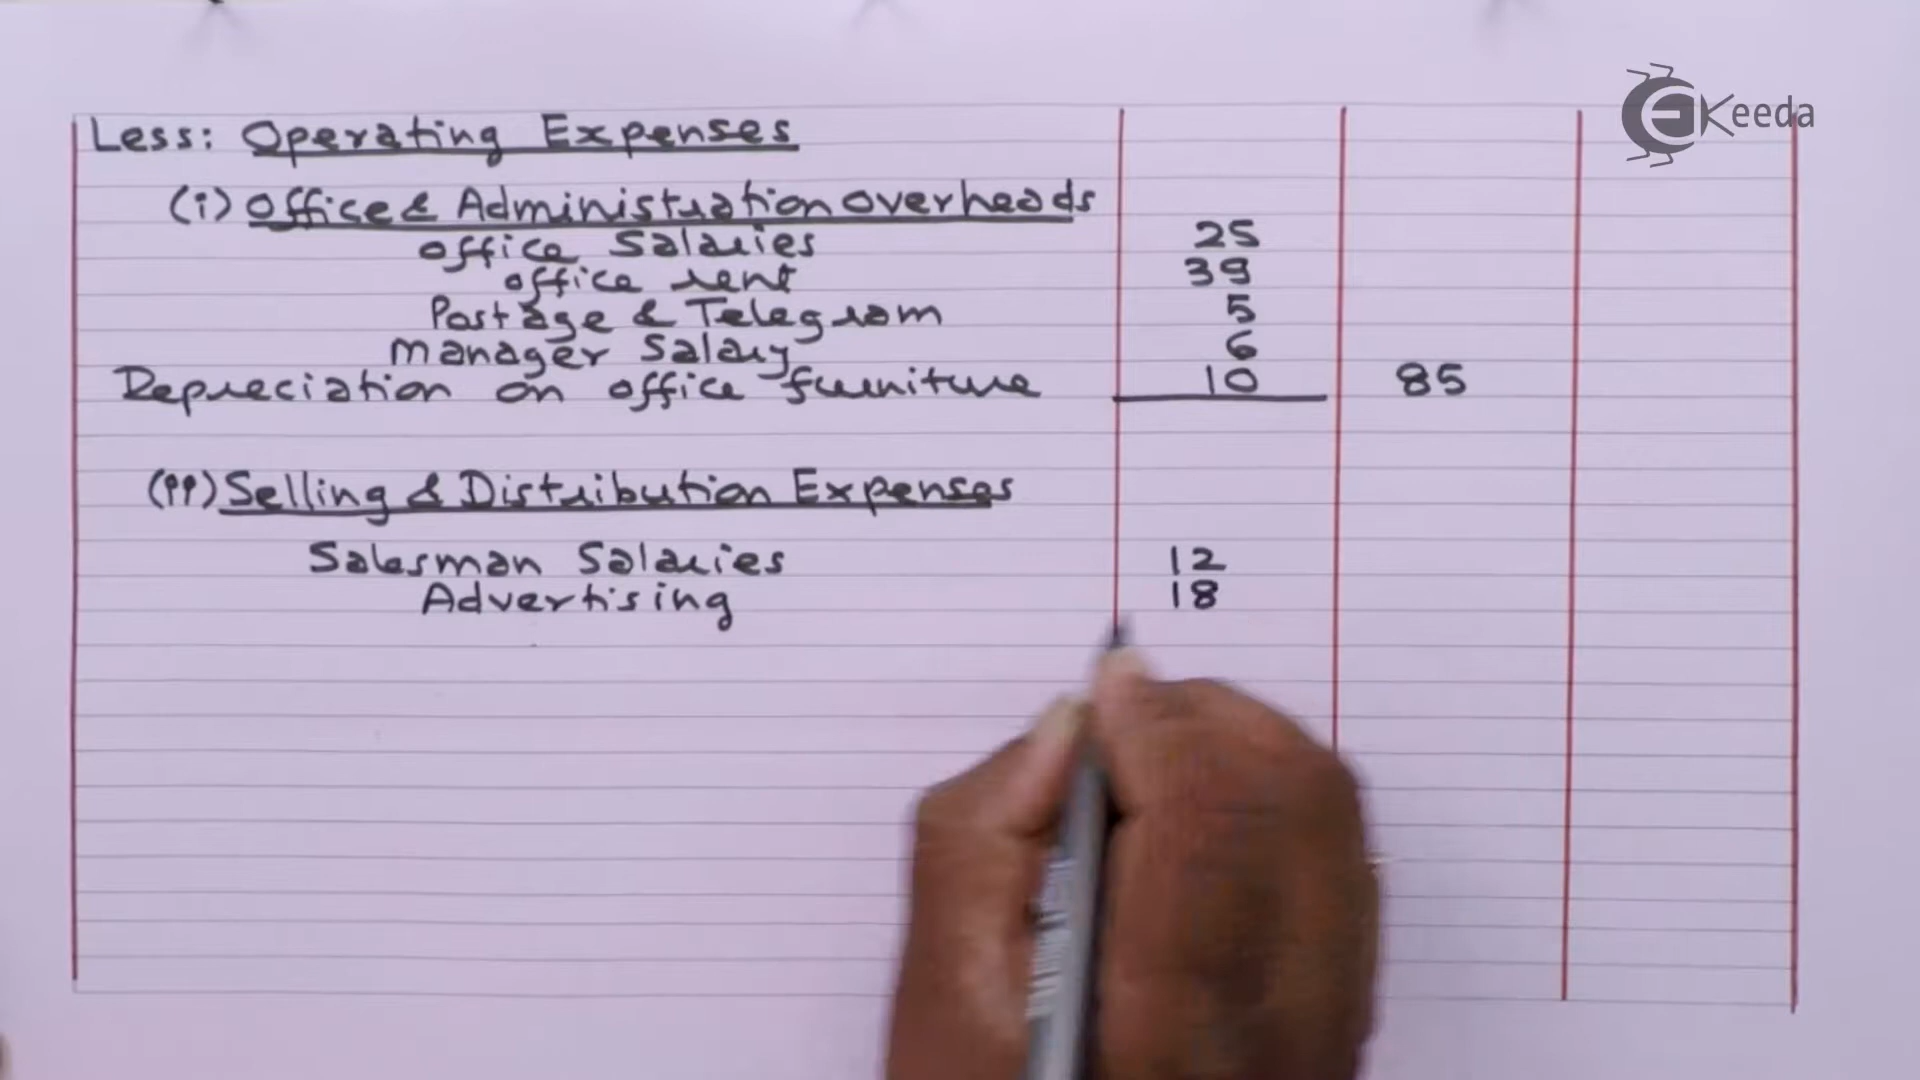 EKeeda
Less: Operating Expenses
(i) Office & Administration overheads
office Salaries 25
office rent 39
Postage & Telegram 5
Manager Salary 6
Depreciation on office furniture 10 85
(ii) Selling & Distribution Expenses
Salesman Salaries 12
Advertising 18